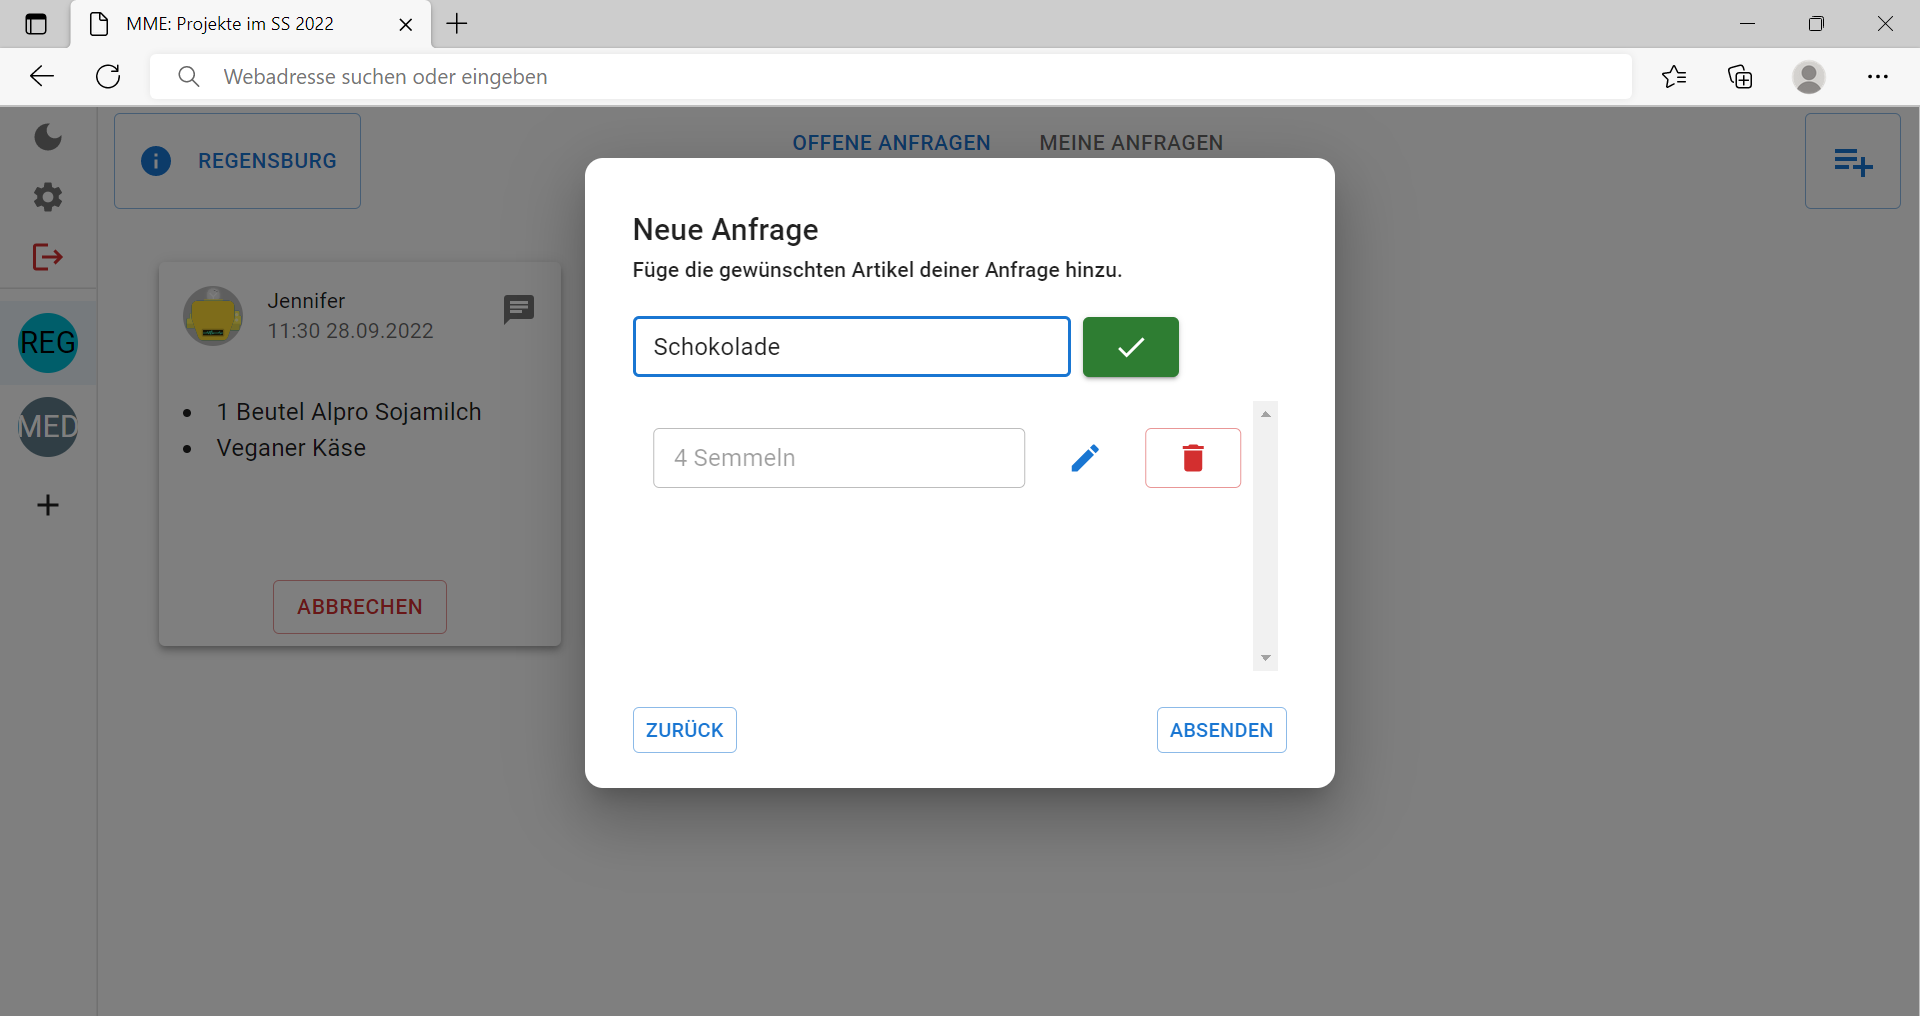 MME: Projekte im SS 2022
Webadresse suchen oder eingeben
REGENSBURG
OFFENE ANFRAGEN
MEINE ANFRAGEN
REG
MED
Jennifer
11:30 28.09.2022
1 Beutel Alpro Sojamilch
Veganer Käse
ABBRECHEN
Neue Anfrage
Füge die gewünschten Artikel deiner Anfrage hinzu.
Schokolade
4 Semmeln
ZURÜCK
ABSENDEN